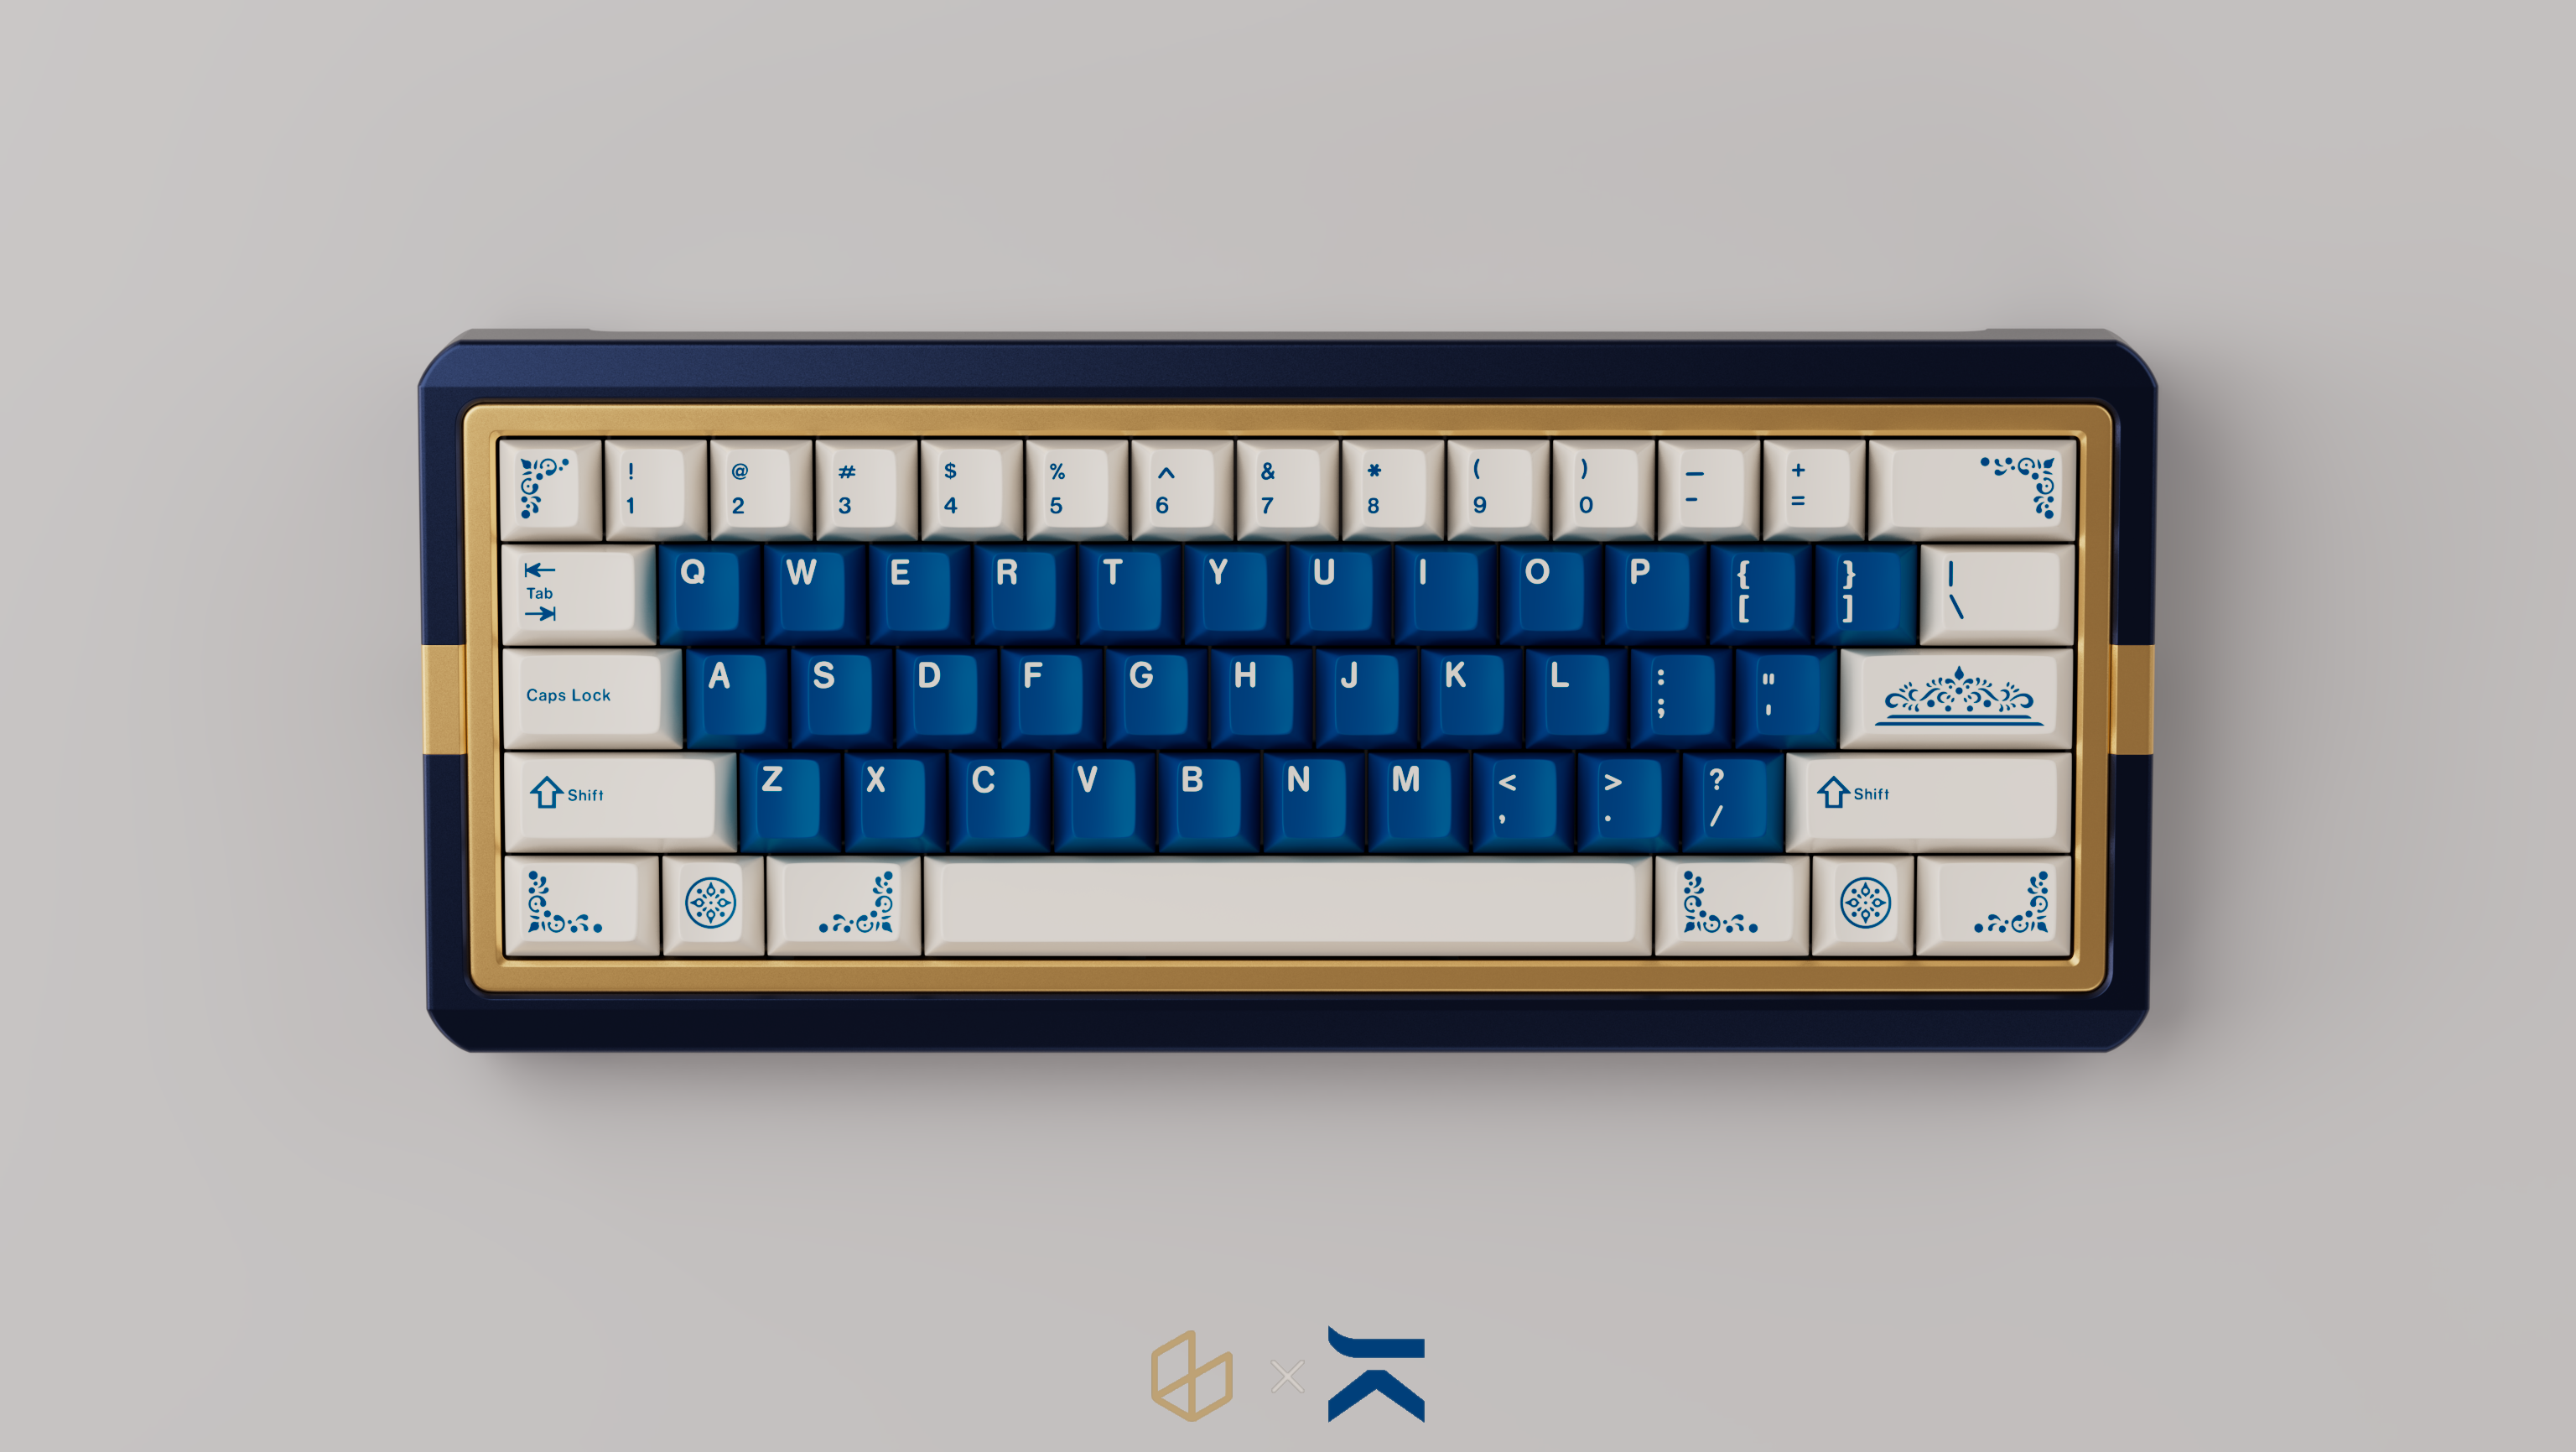 ! @ # $ % ^ & * ( ) — +
1 2 3 4 5 6 7 8 9 0 - =
Tab Q W E R T Y U I O P { } |
[ ] \
Caps Lock A S D F G H J K L : "
; '
Shift Z X C V B N M < > ? Shift
, . /